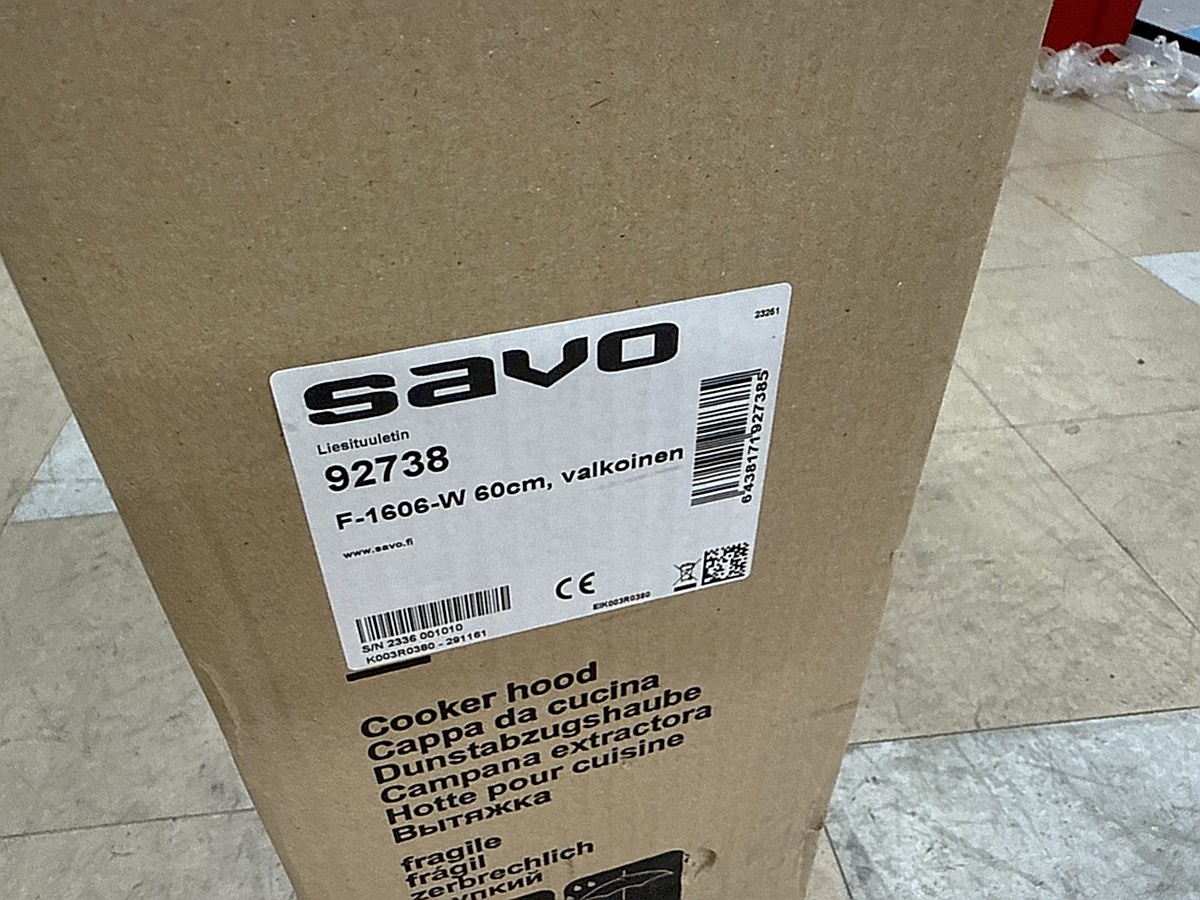 savo
23251
Liesituuletin
92738
F-1606-W 60cm, valkoinen
www.savo.fi
6438171927385
S/N 2336 001010
K003R0380 - 291161
CE
EIK003R0380
Cooker hood
Cappa da cucina
Dunstabzugshaube
Campana extractora
Hotte pour cuisine
Вытяжка
fragile
frágil
zerbrechlich